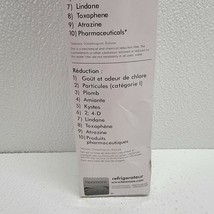 7) Lindane
8) Toxaphene
9) Atrazine
10) Pharmaceuticals*
Réduction :
1) Goût et odeur de chlore
2) Particules (catégorie I)
3) Plomb
4) Amiante
5) Kystes
6) 2, 4-D
7) Lindane
8) Toxaphène
9) Atrazine
10) Produits
pharmaceutiques
refrigerateur